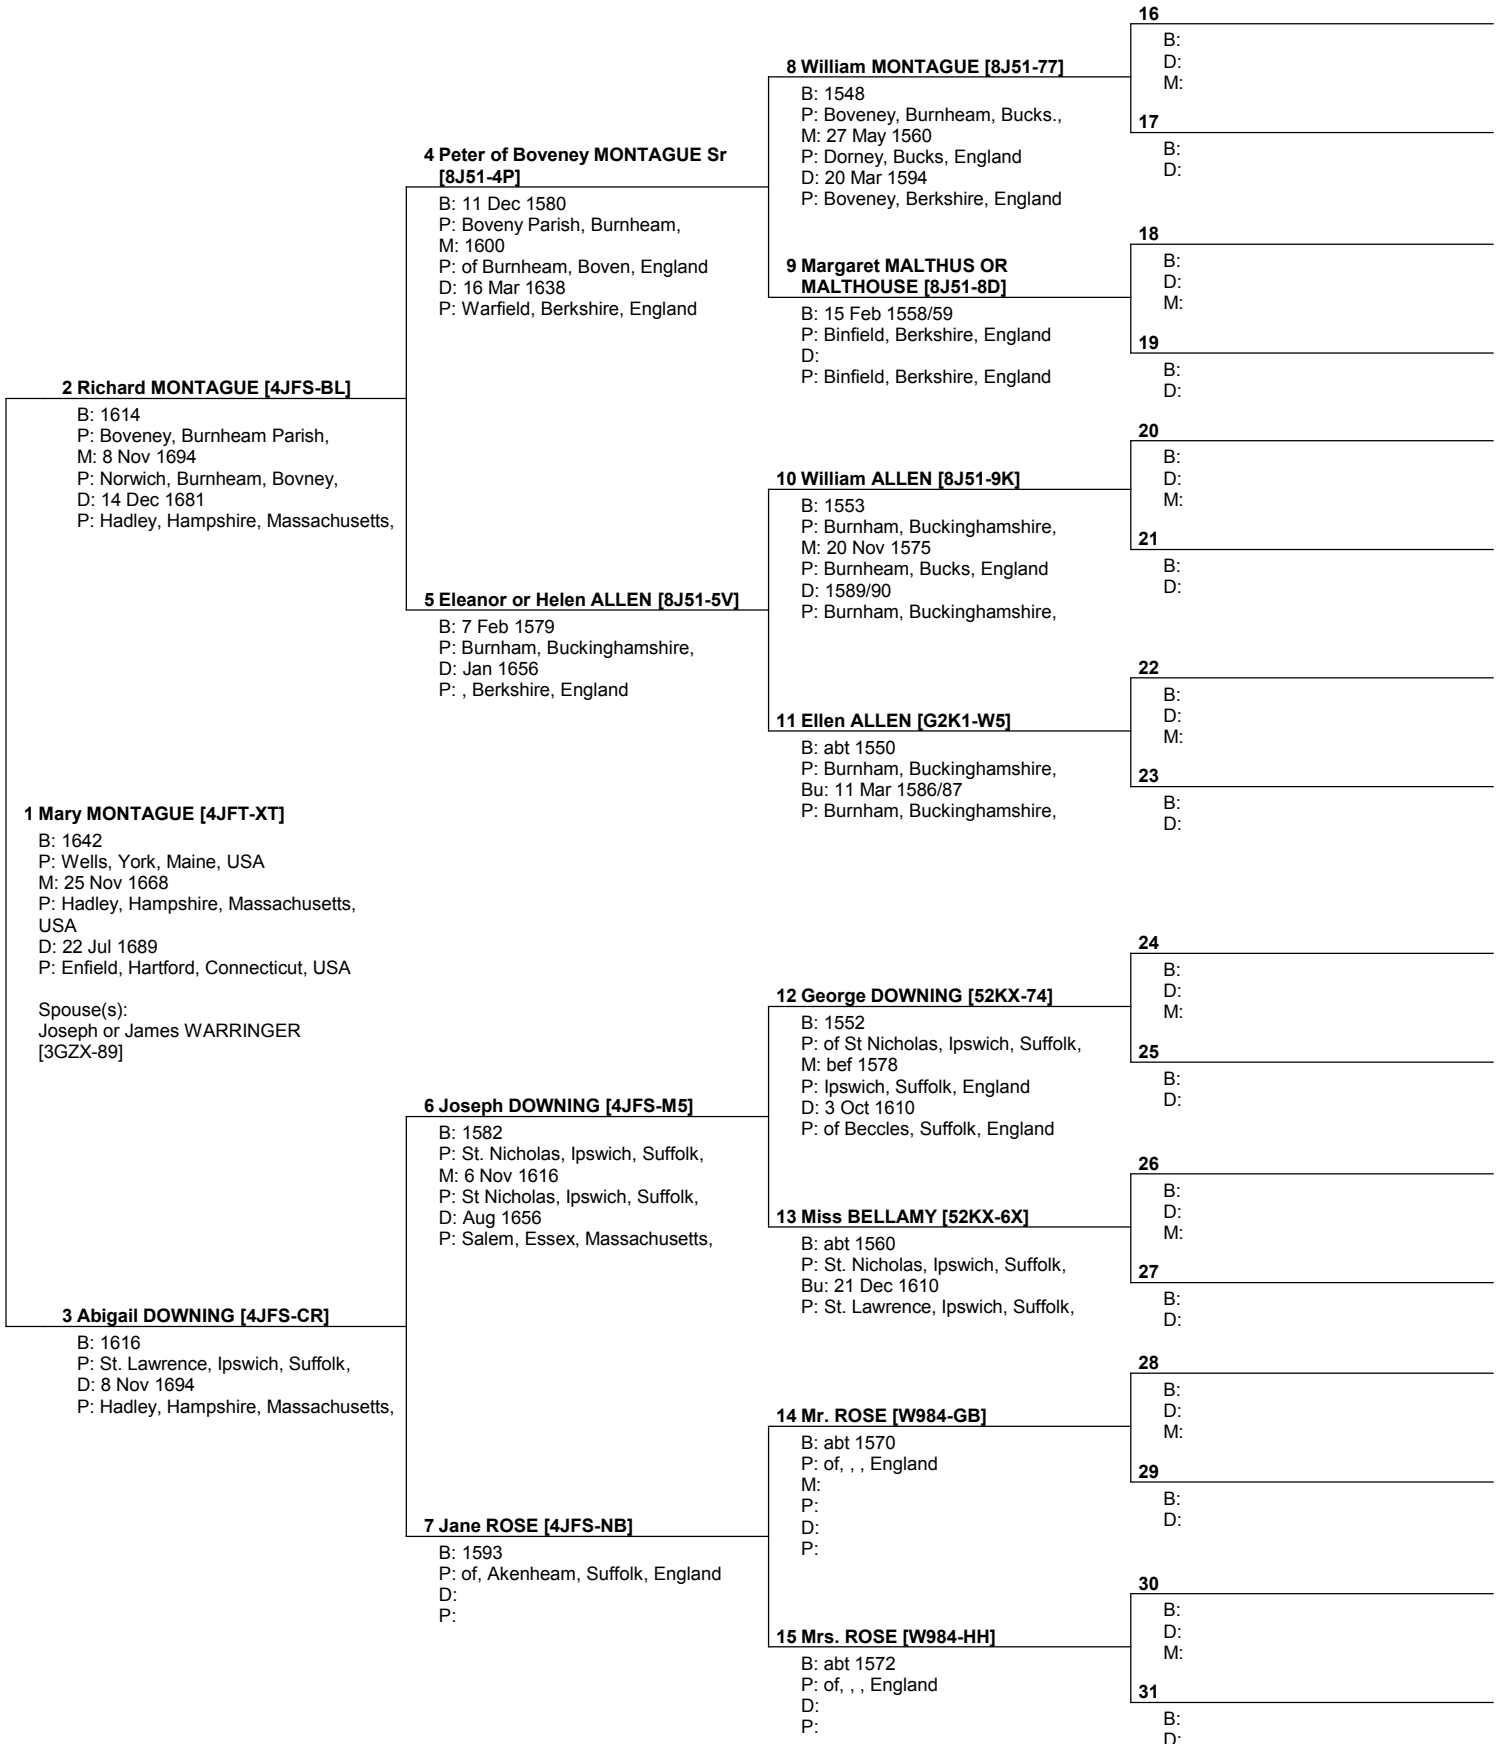 1 Mary MONTAGUE [4JFT-XT]
B: 1642
P: Wells, York, Maine, USA
M: 25 Nov 1668
P: Hadley, Hampshire, Massachusetts,
USA
D: 22 Jul 1689
P: Enfield, Hartford, Connecticut, USA
Spouse(s):
Joseph or James WARRINGER
[3GZX-89]
2 Richard MONTAGUE [4JFS-BL]
B: 1614
P: Boveney, Burnheam Parish,
M: 8 Nov 1694
P: Norwich, Burnheam, Bovney,
D: 14 Dec 1681
P: Hadley, Hampshire, Massachusetts,
3 Abigail DOWNING [4JFS-CR]
B: 1616
P: St. Lawrence, Ipswich, Suffolk,
D: 8 Nov 1694
P: Hadley, Hampshire, Massachusetts,
4 Peter of Boveney MONTAGUE Sr
[8J51-4P]
B: 11 Dec 1580
P: Boveny Parish, Burnheam,
M: 1600
P: of Burnheam, Boven, England
D: 16 Mar 1638
P: Warfield, Berkshire, England
5 Eleanor or Helen ALLEN [8J51-5V]
B: 7 Feb 1579
P: Burnham, Buckinghamshire,
D: Jan 1656
P: , Berkshire, England
6 Joseph DOWNING [4JFS-M5]
B: 1582
P: St. Nicholas, Ipswich, Suffolk,
M: 6 Nov 1616
P: St Nicholas, Ipswich, Suffolk,
D: Aug 1656
P: Salem, Essex, Massachusetts,
7 Jane ROSE [4JFS-NB]
B: 1593
P: of, Akenheam, Suffolk, England
D:
P:
8 William MONTAGUE [8J51-77]
B: 1548
P: Boveney, Burnheam, Bucks.,
M: 27 May 1560
P: Dorney, Bucks, England
D: 20 Mar 1594
P: Boveney, Berkshire, England
9 Margaret MALTHUS OR
MALTHOUSE [8J51-8D]
B: 15 Feb 1558/59
P: Binfield, Berkshire, England
D:
P: Binfield, Berkshire, England
10 William ALLEN [8J51-9K]
B: 1553
P: Burnham, Buckinghamshire,
M: 20 Nov 1575
P: Burnheam, Bucks, England
D: 1589/90
P: Burnham, Buckinghamshire,
11 Ellen ALLEN [G2K1-W5]
B: abt 1550
P: Burnham, Buckinghamshire,
Bu: 11 Mar 1586/87
P: Burnham, Buckinghamshire,
12 George DOWNING [52KX-74]
B: 1552
P: of St Nicholas, Ipswich, Suffolk,
M: bef 1578
P: Ipswich, Suffolk, England
D: 3 Oct 1610
P: of Beccles, Suffolk, England
13 Miss BELLAMY [52KX-6X]
B: abt 1560
P: St. Nicholas, Ipswich, Suffolk,
Bu: 21 Dec 1610
P: St. Lawrence, Ipswich, Suffolk,
14 Mr. ROSE [W984-GB]
B: abt 1570
P: of, , , England
M:
P:
D:
P:
15 Mrs. ROSE [W984-HH]
B: abt 1572
P: of, , , England
D:
P:
16
B:
D:
M:
17
B:
D:
18
B:
D:
M:
19
B:
D:
20
B:
D:
M:
21
B:
D:
22
B:
D:
M:
23
B:
D:
24
B:
D:
M:
25
B:
D:
26
B:
D:
M:
27
B:
D:
28
B:
D:
M:
29
B:
D:
30
B:
D:
M:
31
B:
D: